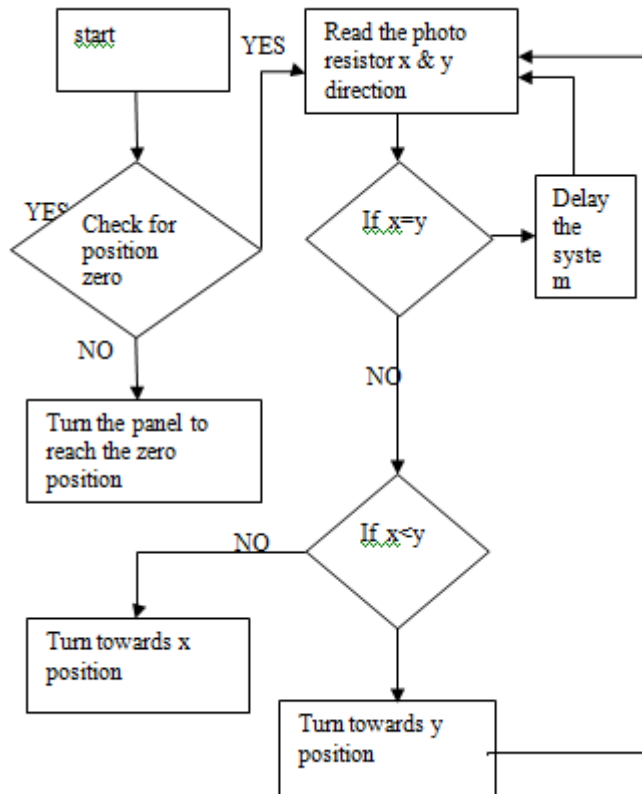 start
YES
Read the photo
resistor x & y
direction
YES
Check for
position
zero
If x=y
Delay
the
syste
m
NO
Turn the panel to
reach the zero
position
NO
If x<y
NO
Turn towards x
position
Turn towards y
position